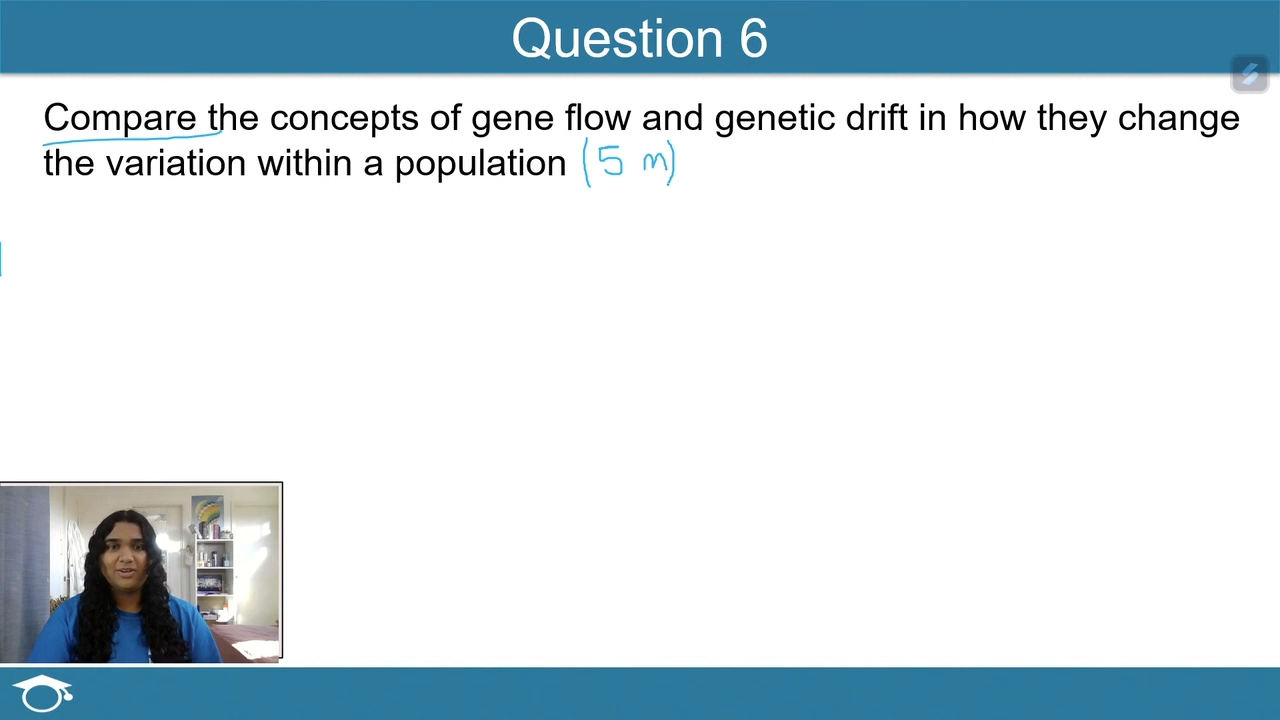 Question 6
Compare the concepts of gene flow and genetic drift in how they change
the variation within a population (5 m)